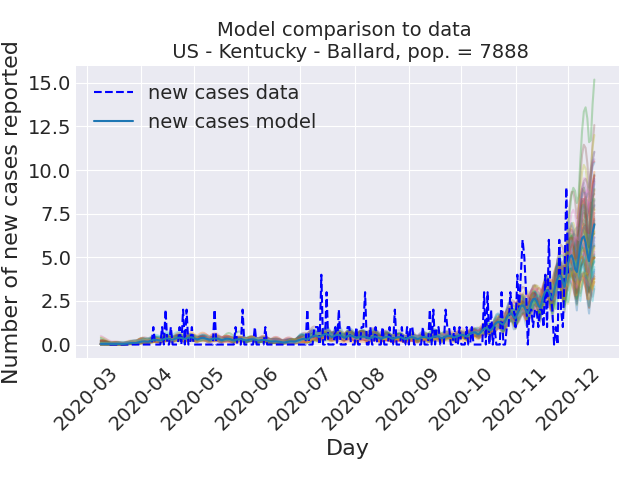 Model comparison to data
US - Kentucky - Ballard, pop. = 7888
Number of new cases reported
15.0
12.5
10.0
7.5
5.0
2.5
0.0
new cases data
new cases model
2020-03
2020-04
2020-05
2020-06
2020-07
2020-08
2020-09
2020-10
2020-11
2020-12
Day